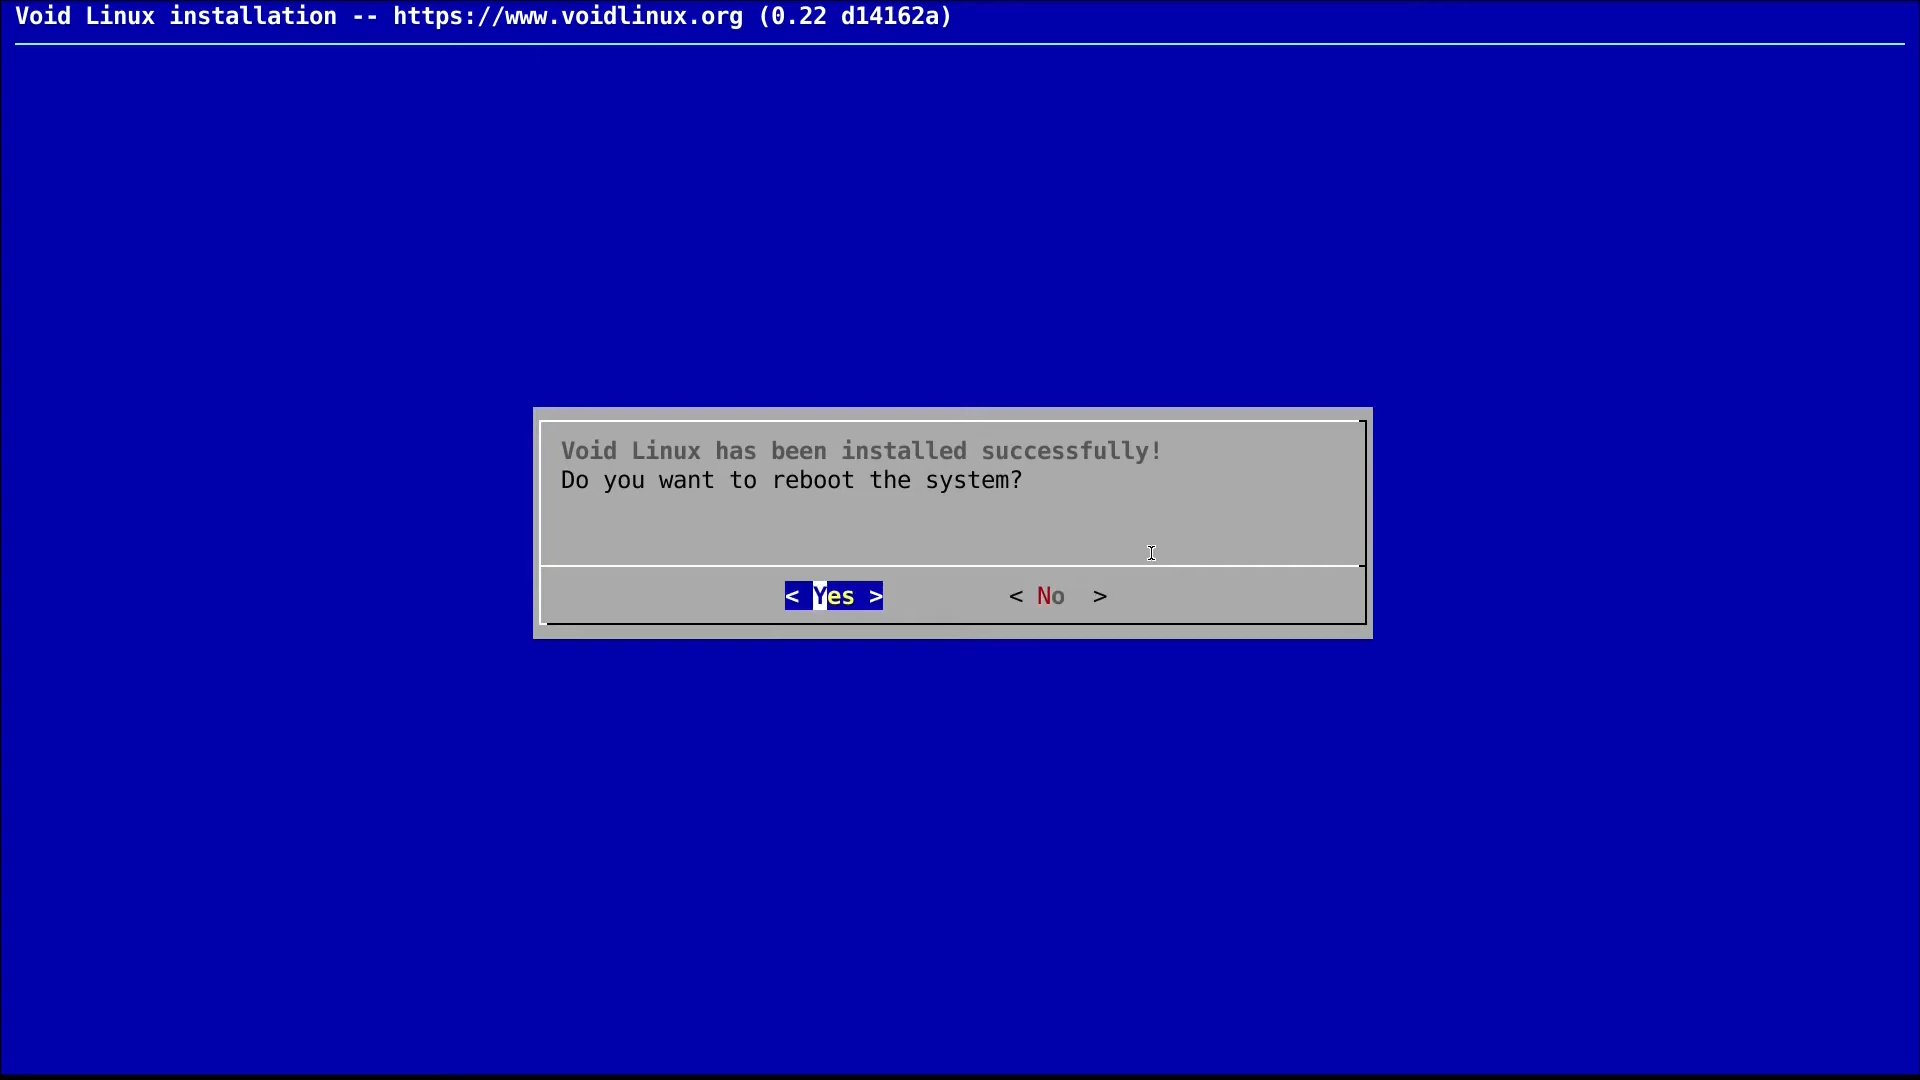 Void Linux installation -- https://www.voidlinux.org (0.22 d14162a)
Void Linux has been installed successfully!
Do you want to reboot the system?
< Yes > < No  >